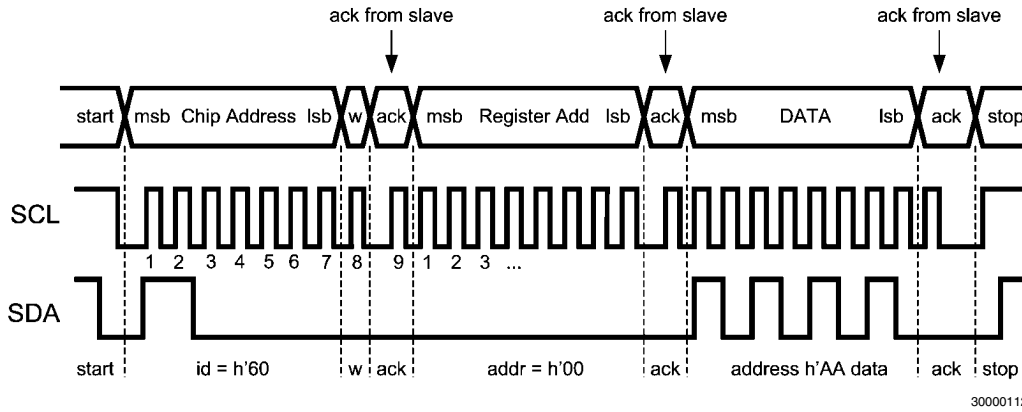 ack from slave ack from slave ack from slave
start msb Chip Address lsb w ack msb Register Add lsb ack msb DATA lsb ack stop
SCL
1 2 3 4 5 6 7 8 9 1 2 3 ...
SDA
start id = h'60 w ack addr = h'00 ack address h'AA data ack stop